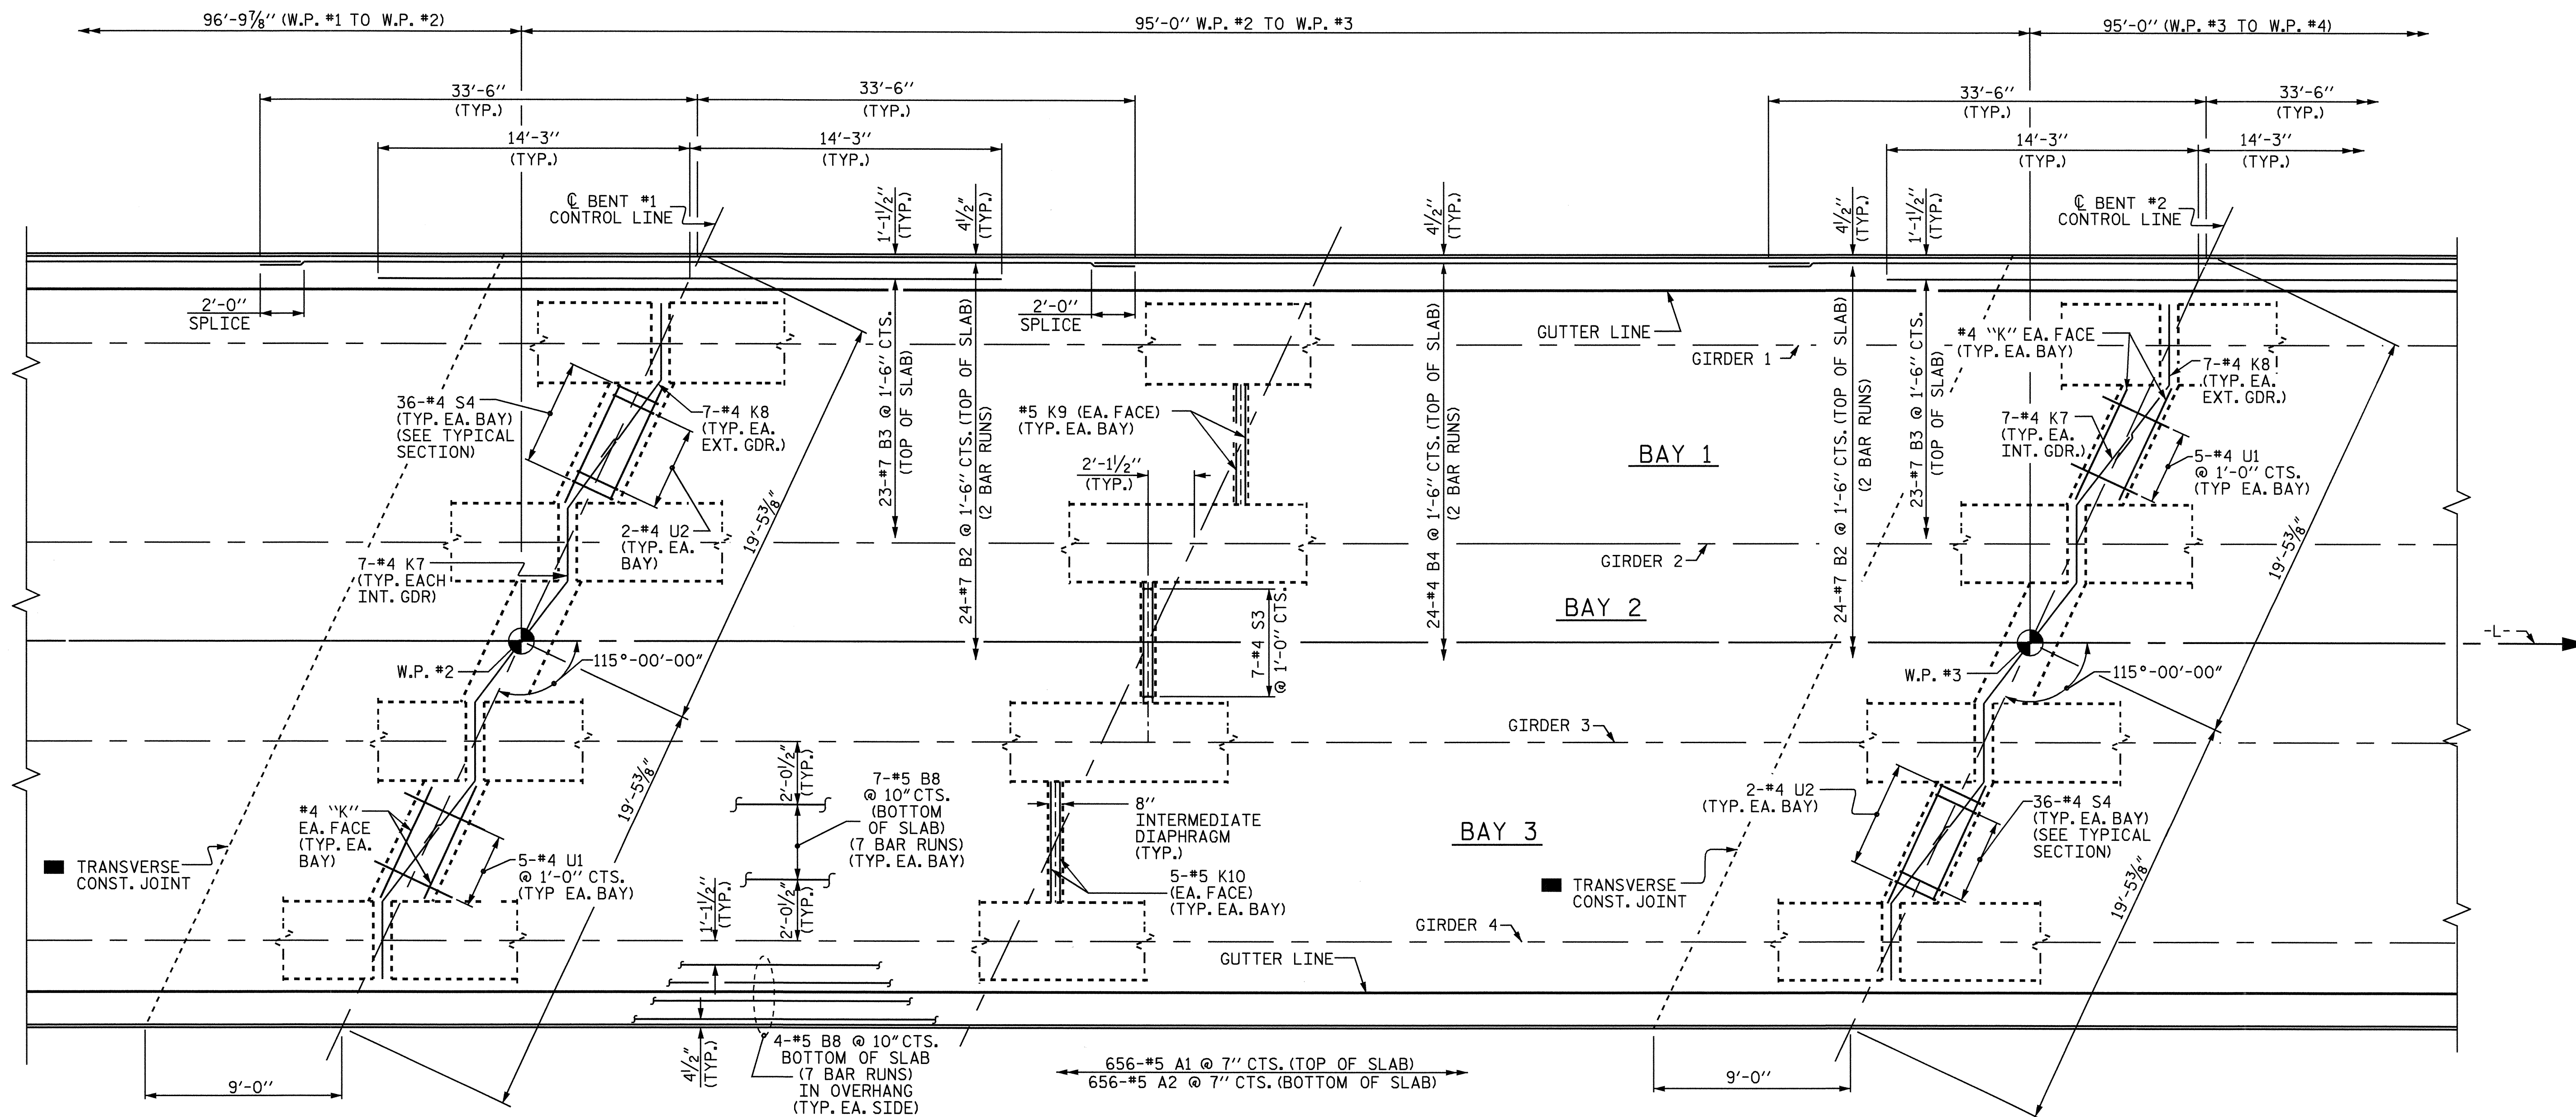 96'-9⅞" (W.P. #1 TO W.P. #2)
95'-0" W.P. #2 TO W.P. #3
95'-0" (W.P. #3 TO W.P. #4)
33'-6"
(TYP.)
33'-6"
(TYP.)
33'-6"
(TYP.)
33'-6"
(TYP.)
14'-3"
(TYP.)
14'-3"
(TYP.)
14'-3"
(TYP.)
14'-3"
(TYP.)
℄ BENT #1
CONTROL LINE
1'-1½"
(TYP.)
4½"
(TYP.)
4½"
(TYP.)
4½"
(TYP.)
1'-1½"
(TYP.)
℄ BENT #2
CONTROL LINE
2'-0"
SPLICE
2'-0"
SPLICE
GUTTER LINE
GIRDER 1
#4 "K" EA. FACE
(TYP. EA. BAY)
7-#4 K8
(TYP. EA.
EXT. GDR.)
36-#4 S4
(TYP. EA. BAY)
(SEE TYPICAL
SECTION)
7-#4 K8
(TYP. EA.
EXT. GDR.)
23-#7 B3 @ 1'-6" CTS.
(TOP OF SLAB)
24-#7 B2 @ 1'-6" CTS. (TOP OF SLAB)
(2 BAR RUNS)
#5 K9 (EA. FACE)
(TYP. EA. BAY)
2'-1½"
(TYP.)
24-#4 B4 @ 1'-6" CTS. (TOP OF SLAB)
(2 BAR RUNS)
BAY 1
24-#7 B2 @ 1'-6" CTS. (TOP OF SLAB)
(2 BAR RUNS)
23-#7 B3 @ 1'-6" CTS.
(TOP OF SLAB)
7-#4 K7
(TYP. EA.
INT. GDR.)
5-#4 U1
@ 1'-0" CTS.
(TYP EA. BAY)
2-#4 U2
(TYP. EA.
BAY)
19'-5⅜"
19'-5⅜"
7-#4 K7
(TYP. EACH
INT. GDR)
GIRDER 2
BAY 2
7-#4 S3
@ 1'-0" CTS.
W.P. #2
115°-00'-00"
W.P. #3
115°-00'-00"
-L-
GIRDER 3
19'-5⅜"
19'-5⅜"
2'-0½"
(TYP.)
7-#5 B8
@ 10" CTS.
(BOTTOM
OF SLAB)
(7 BAR RUNS)
(TYP. EA. BAY)
8"
INTERMEDIATE
DIAPHRAGM
(TYP.)
BAY 3
2-#4 U2
(TYP. EA. BAY)
36-#4 S4
(TYP. EA. BAY)
(SEE TYPICAL
SECTION)
#4 "K"
EA. FACE
(TYP. EA.
BAY)
TRANSVERSE
CONST. JOINT
5-#4 U1
@ 1'-0" CTS.
(TYP EA. BAY)
1'-1½"
(TYP.)
2'-0½"
(TYP.)
5-#5 K10
(EA. FACE)
(TYP. EA. BAY)
TRANSVERSE
CONST. JOINT
GIRDER 4
GUTTER LINE
4½"
(TYP.)
4-#5 B8 @ 10" CTS.
BOTTOM OF SLAB
(7 BAR RUNS)
IN OVERHANG
(TYP. EA. SIDE)
656-#5 A1 @ 7" CTS. (TOP OF SLAB)
656-#5 A2 @ 7" CTS. (BOTTOM OF SLAB)
9'-0"
9'-0"